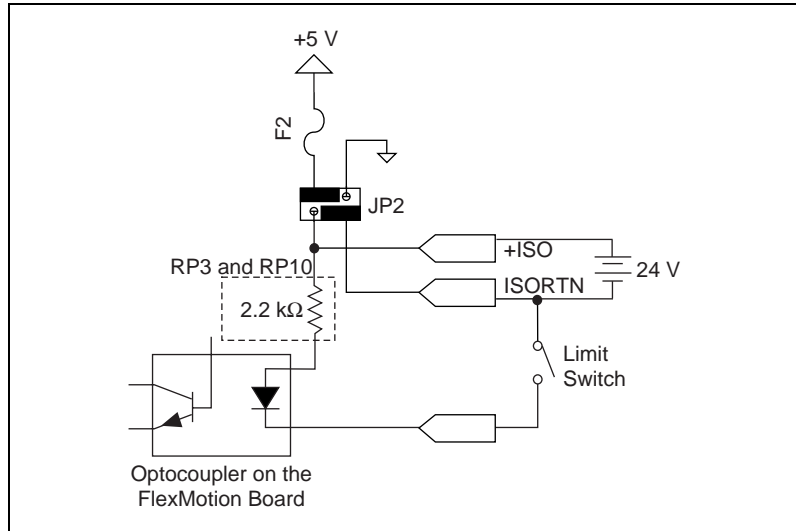 +5 V
F2
JP2
+ISO
RP3 and RP10
24 V
ISORTN
2.2 kΩ
Limit
Switch
Optocoupler on the
FlexMotion Board